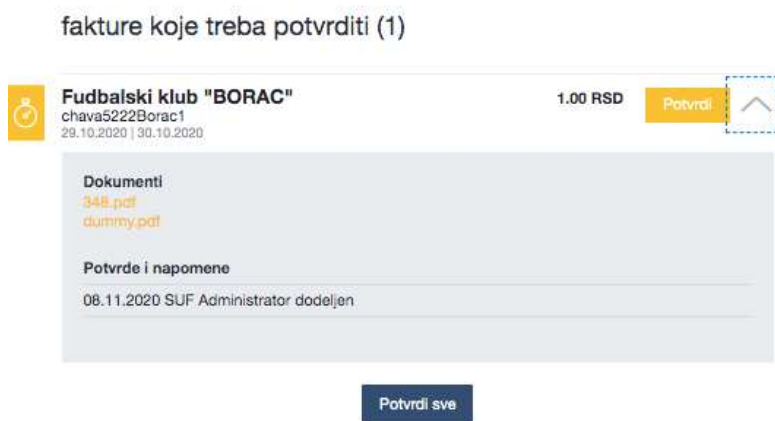 fakture koje treba potvrditi (1)
Fudbalski klub "BORAC"
1.00 RSD
Potvrdi
chava5222Borac1
29.10.2020 | 30.10.2020
Dokumenti
348.pdf
dummy.pdf
Potvrde i napomene
08.11.2020 SUF Administrator dodeljen
Potvrdi sve